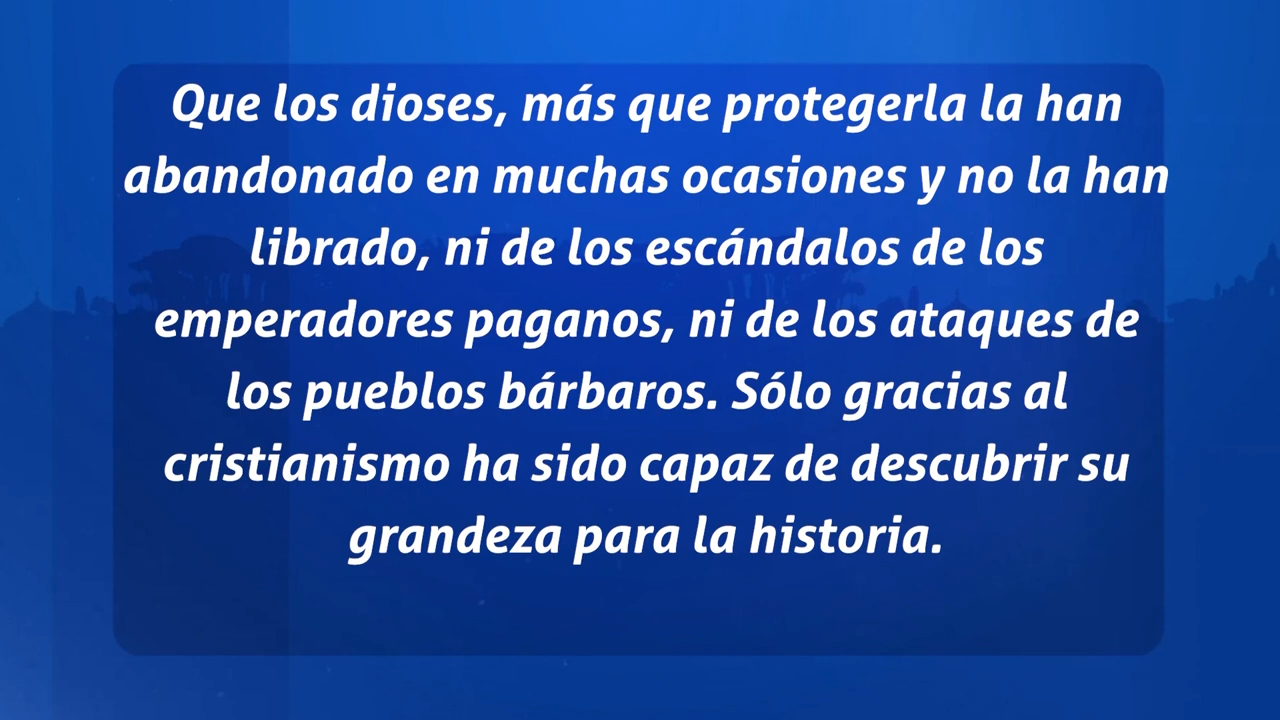 Que los dioses, más que protegerla la han
abandonado en muchas ocasiones y no la han
librado, ni de los escándalos de los
emperadores paganos, ni de los ataques de
los pueblos bárbaros. Sólo gracias al
cristianismo ha sido capaz de descubrir su
grandeza para la historia.